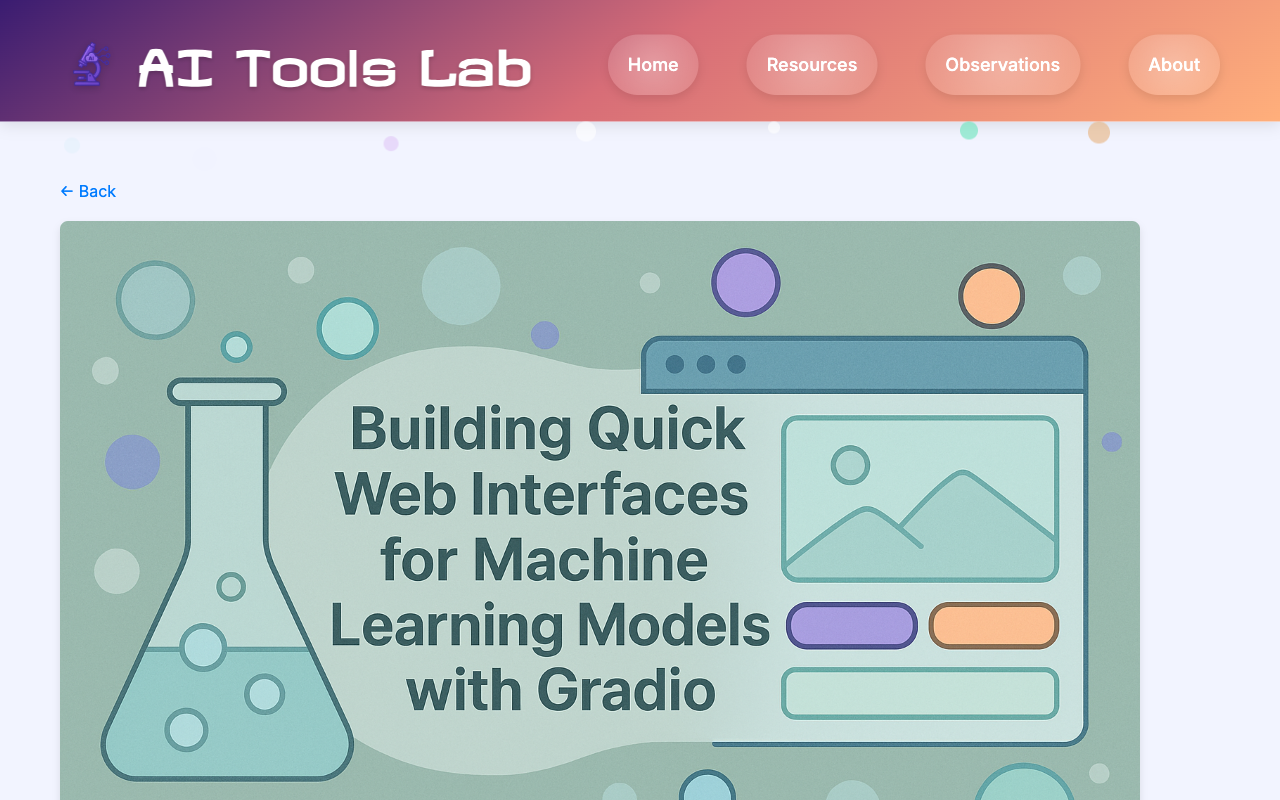 AI Tools Lab
Home
Resources
Observations
About
← Back
Building Quick
Web Interfaces
for Machine
Learning Models
with Gradio